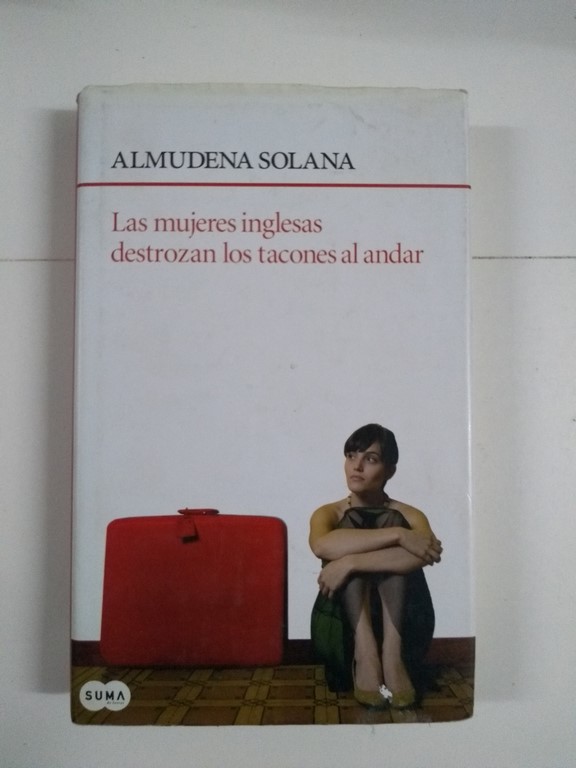 ALMUDENA SOLANA
Las mujeres inglesas
destrozan los tacones al andar
SUMA